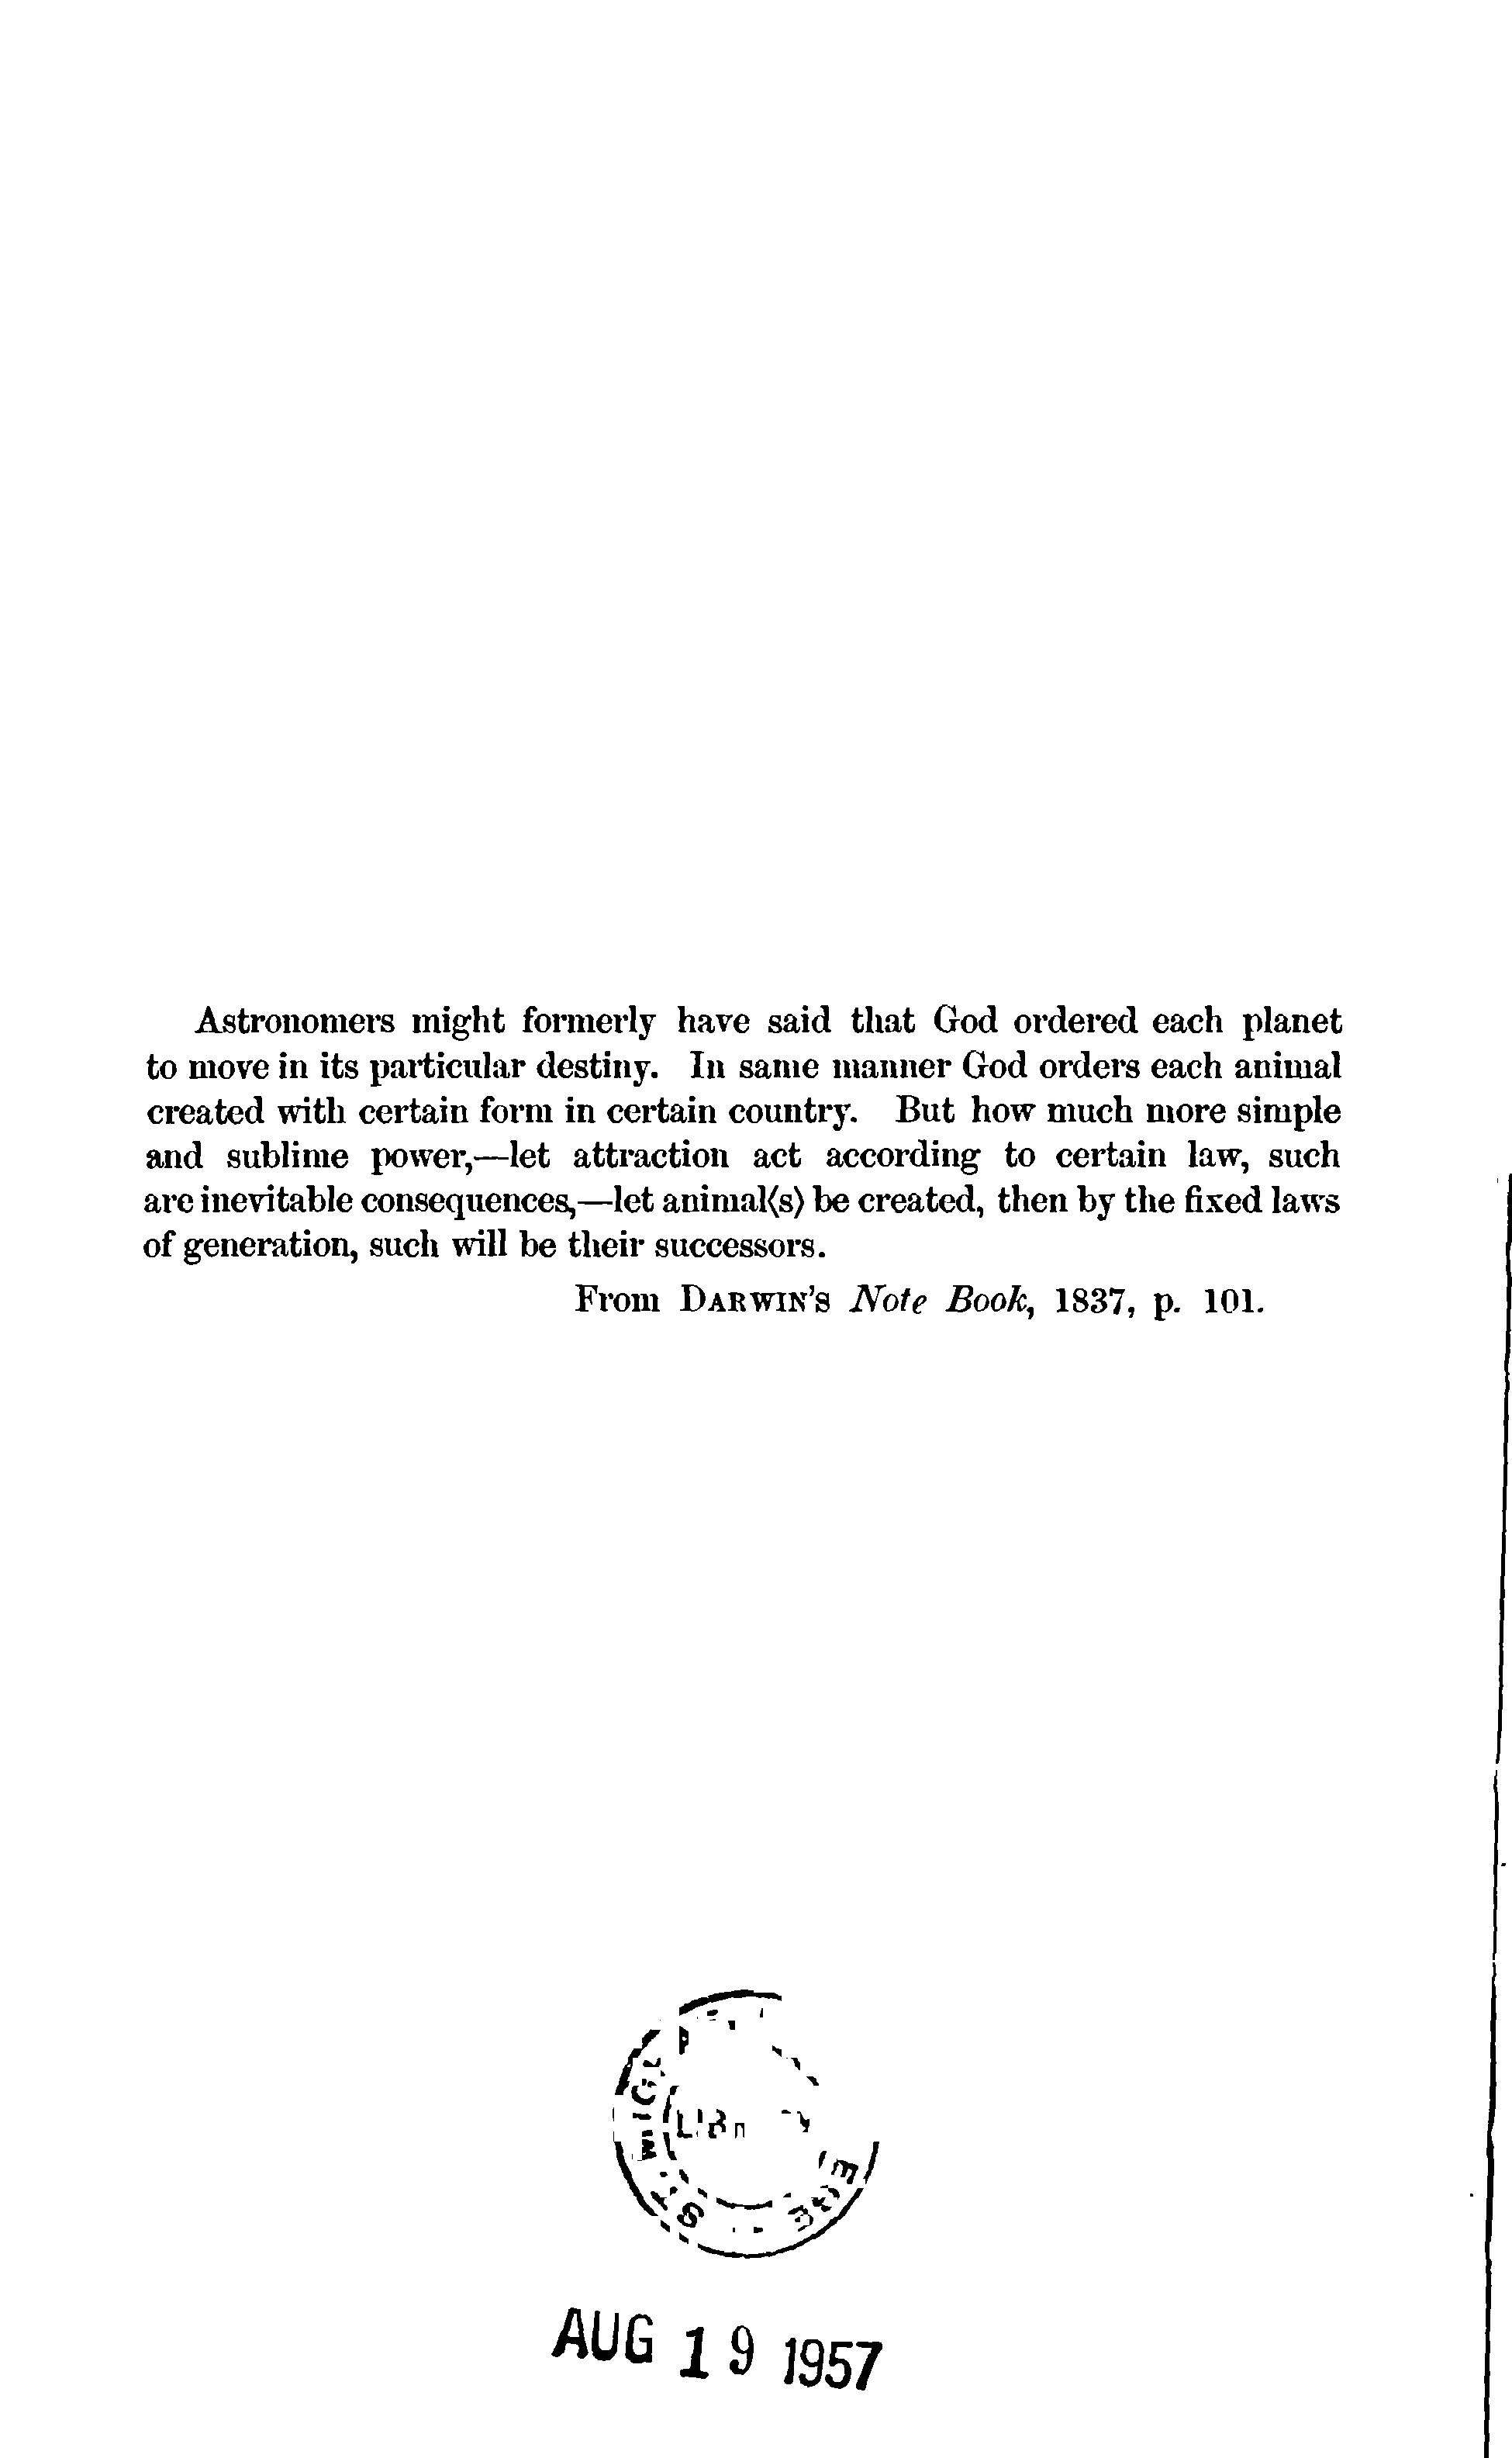 Astronomers might formerly have said that God ordered each planet
to move in its particular destiny. In same manner God orders each animal
created with certain form in certain country. But how much more simple
and sublime power,—let attraction act according to certain law, such
are inevitable consequences,—let animal⟨s⟩ be created, then by the fixed laws
of generation, such will be their successors.
From DARWIN'S Note Book, 1837, p. 101.
AUG 19 1957